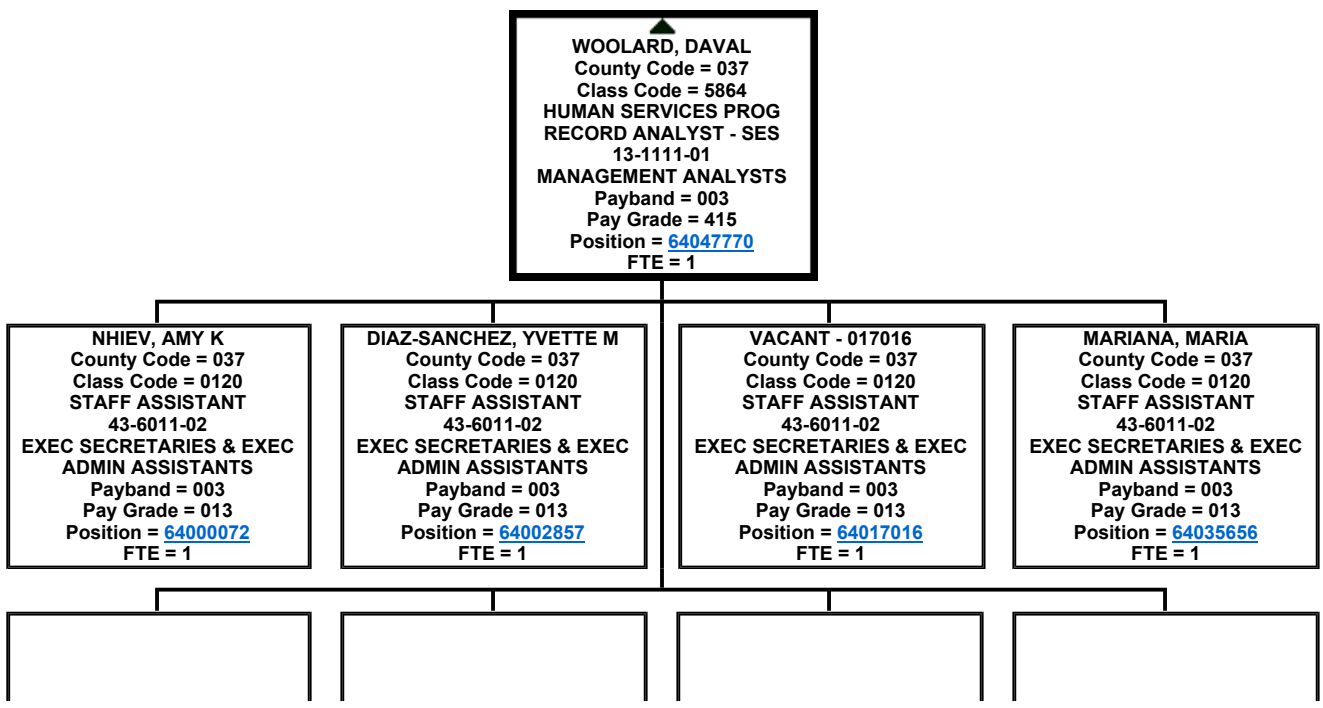 WOOLARD, DAVAL
County Code = 037
Class Code = 5864
HUMAN SERVICES PROG
RECORD ANALYST - SES
13-1111-01
MANAGEMENT ANALYSTS
Payband = 003
Pay Grade = 415
Position = 64047770
FTE = 1
NHIEV, AMY K
County Code = 037
Class Code = 0120
STAFF ASSISTANT
43-6011-02
EXEC SECRETARIES & EXEC
ADMIN ASSISTANTS
Payband = 003
Pay Grade = 013
Position = 64000072
FTE = 1
DIAZ-SANCHEZ, YVETTE M
County Code = 037
Class Code = 0120
STAFF ASSISTANT
43-6011-02
EXEC SECRETARIES & EXEC
ADMIN ASSISTANTS
Payband = 003
Pay Grade = 013
Position = 64002857
FTE = 1
VACANT - 017016
County Code = 037
Class Code = 0120
STAFF ASSISTANT
43-6011-02
EXEC SECRETARIES & EXEC
ADMIN ASSISTANTS
Payband = 003
Pay Grade = 013
Position = 64017016
FTE = 1
MARIANA, MARIA
County Code = 037
Class Code = 0120
STAFF ASSISTANT
43-6011-02
EXEC SECRETARIES & EXEC
ADMIN ASSISTANTS
Payband = 003
Pay Grade = 013
Position = 64035656
FTE = 1